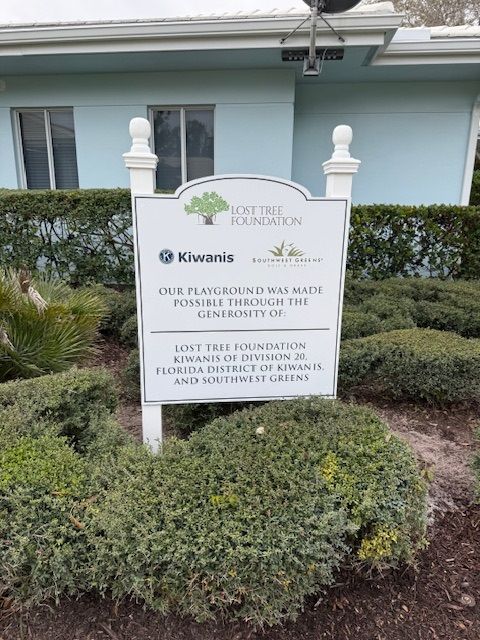 LOST TREE
FOUNDATION
Kiwanis
SOUTHWEST GREENS
OUR PLAYGROUND WAS MADE
POSSIBLE THROUGH THE
GENEROSITY OF:
LOST TREE FOUNDATION
KIWANIS OF DIVISION 20,
FLORIDA DISTRICT OF KIWANIS,
AND SOUTHWEST GREENS